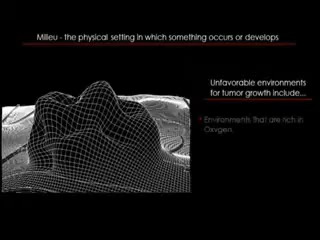 Milieu - the physical setting in which something occurs or develops
Unfavorable environments
for tumor growth include...
* Environments that are rich in
Oxygen.